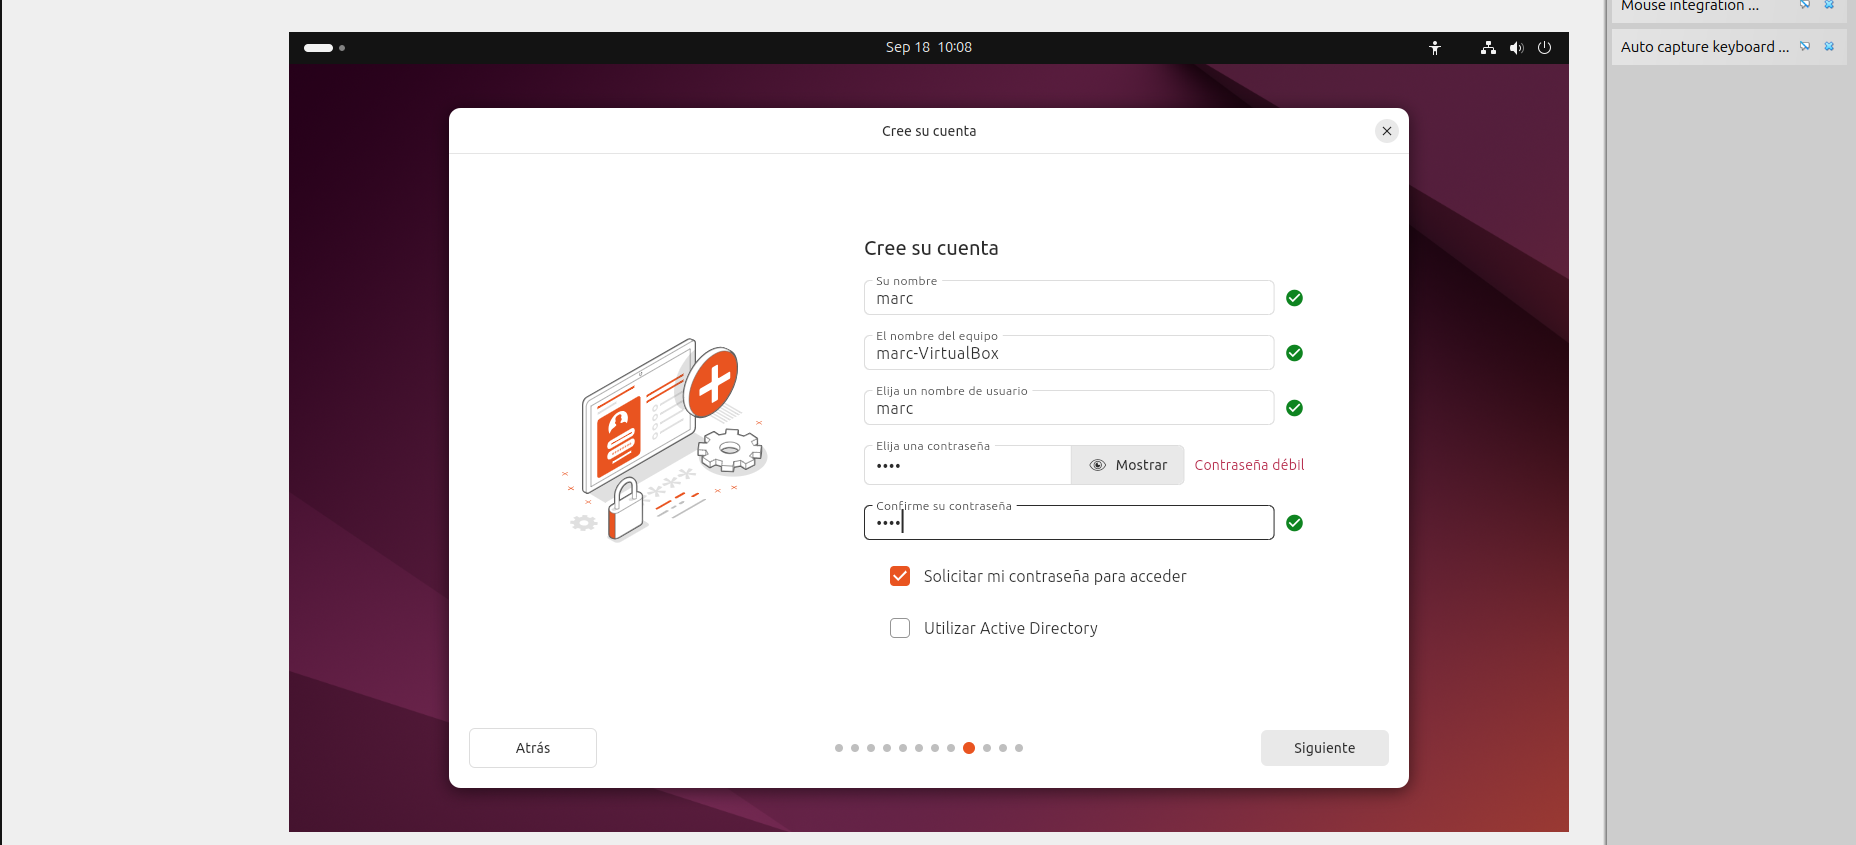 Sep 18 10:08
Mouse integration ...
Auto capture keyboard ...
Cree su cuenta
Cree su cuenta
Su nombre
marc
El nombre del equipo
marc-VirtualBox
Elija un nombre de usuario
marc
Elija una contraseña
••••
Mostrar
Contraseña débil
Confirme su contraseña
••••
Solicitar mi contraseña para acceder
Utilizar Active Directory
Atrás
Siguiente